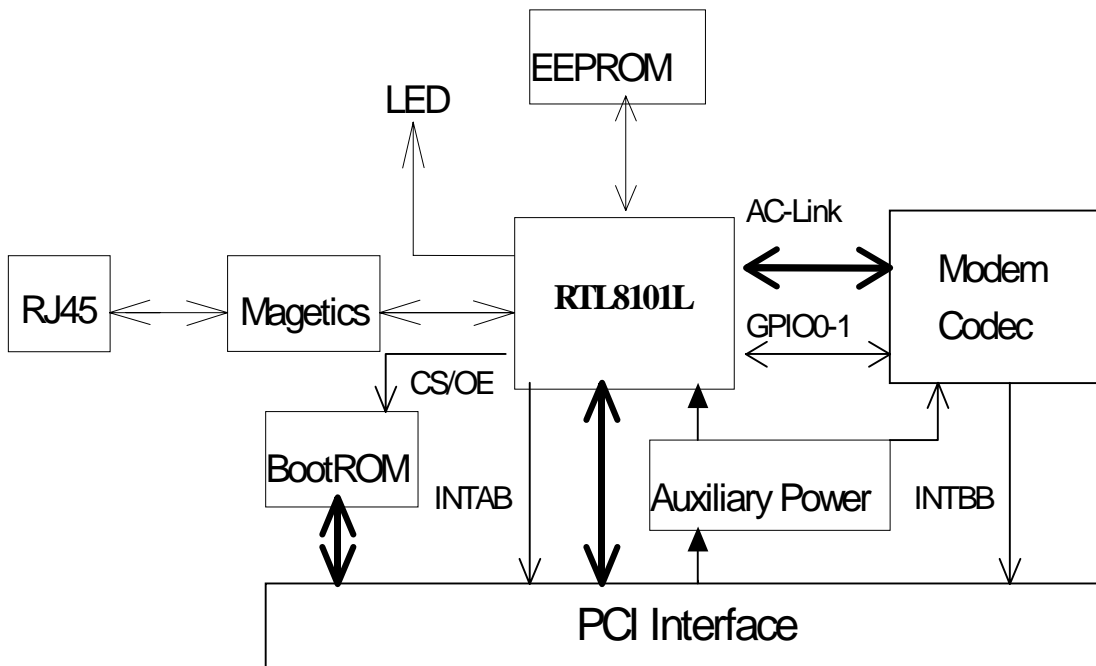 EEPROM
LED
AC-Link
RJ45
Magetics
RTL8101L
Modem
Codec
GPIO0-1
CS/OE
BootROM
INTAB
Auxiliary Power
INTBB
PCI Interface